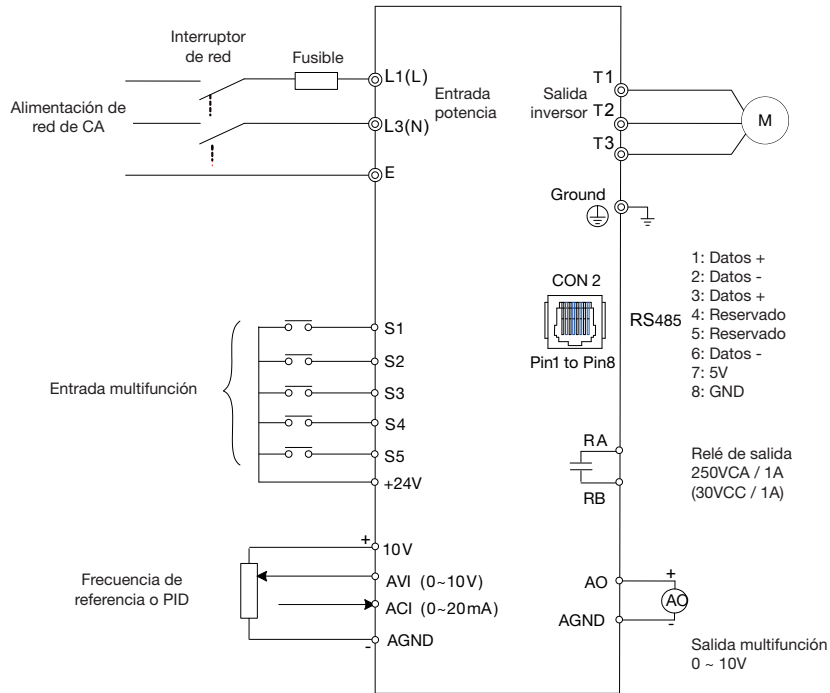 Interruptor
de red
Fusible
L1(L)
Alimentación de
red de CA
L3(N)
E
Entrada
potencia
Salida
inversor
T1
T2
T3
M
Ground
CON 2
Pin1 to Pin8
RS485
1: Datos +
2: Datos -
3: Datos +
4: Reservado
5: Reservado
6: Datos -
7: 5V
8: GND
Entrada multifunción
S1
S2
S3
S4
S5
+24V
RA
RB
Relé de salida
250VCA / 1A
(30VCC / 1A)
Frecuencia de
referencia o PID
+
10V
AVI (0~10V)
ACI (0~20mA)
AGND
-
AO
AGND
+
AO
-
Salida multifunción
0 ~ 10V